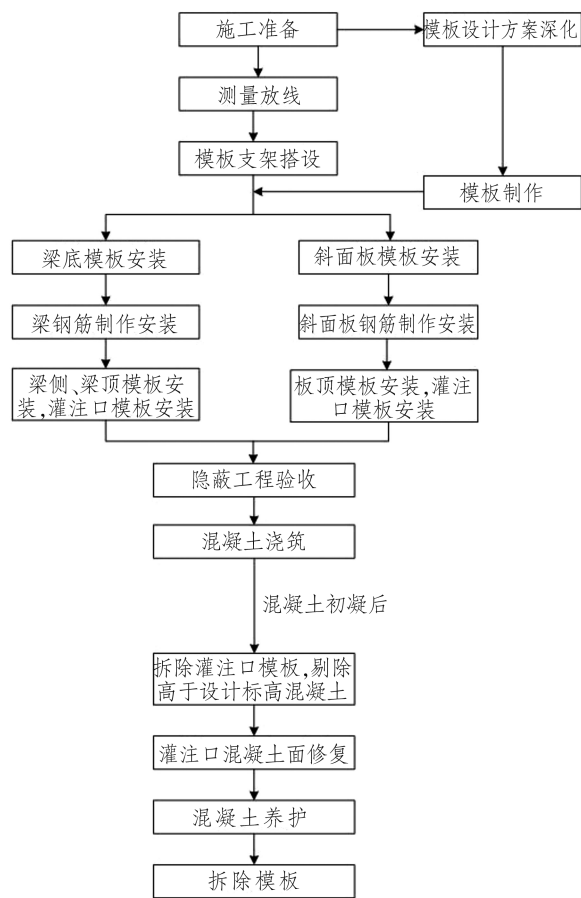 施工准备
模板设计方案深化
测量放线
模板支架搭设
模板制作
梁底模板安装
斜面板模板安装
梁钢筋制作安装
斜面板钢筋制作安装
梁侧、梁顶模板安
装,灌注口模板安装
板顶模板安装,灌注
口模板安装
隐蔽工程验收
混凝土浇筑
混凝土初凝后
拆除灌注口模板,剔除
高于设计标高混凝土
灌注口混凝土面修复
混凝土养护
拆除模板